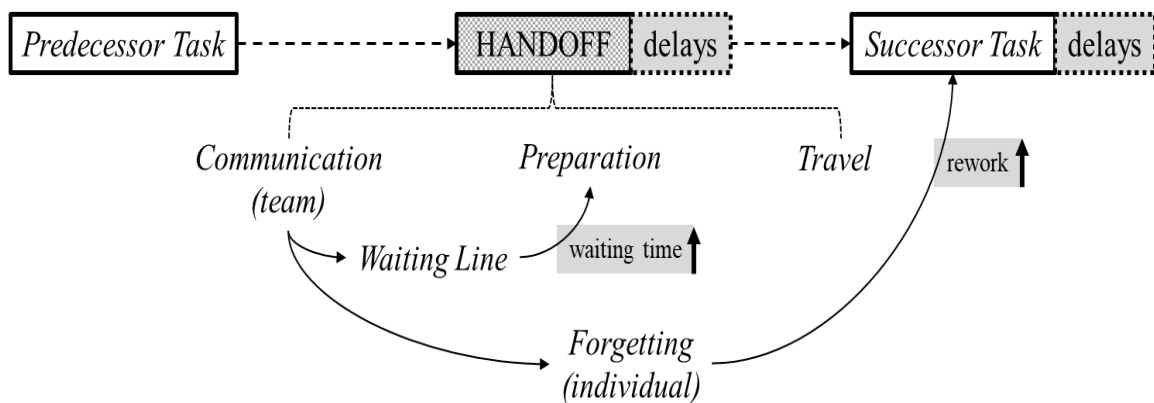 Predecessor Task
HANDOFF
delays
Successor Task
delays
Communication
(team)
Preparation
Travel
rework
Waiting Line
waiting time
Forgetting
(individual)